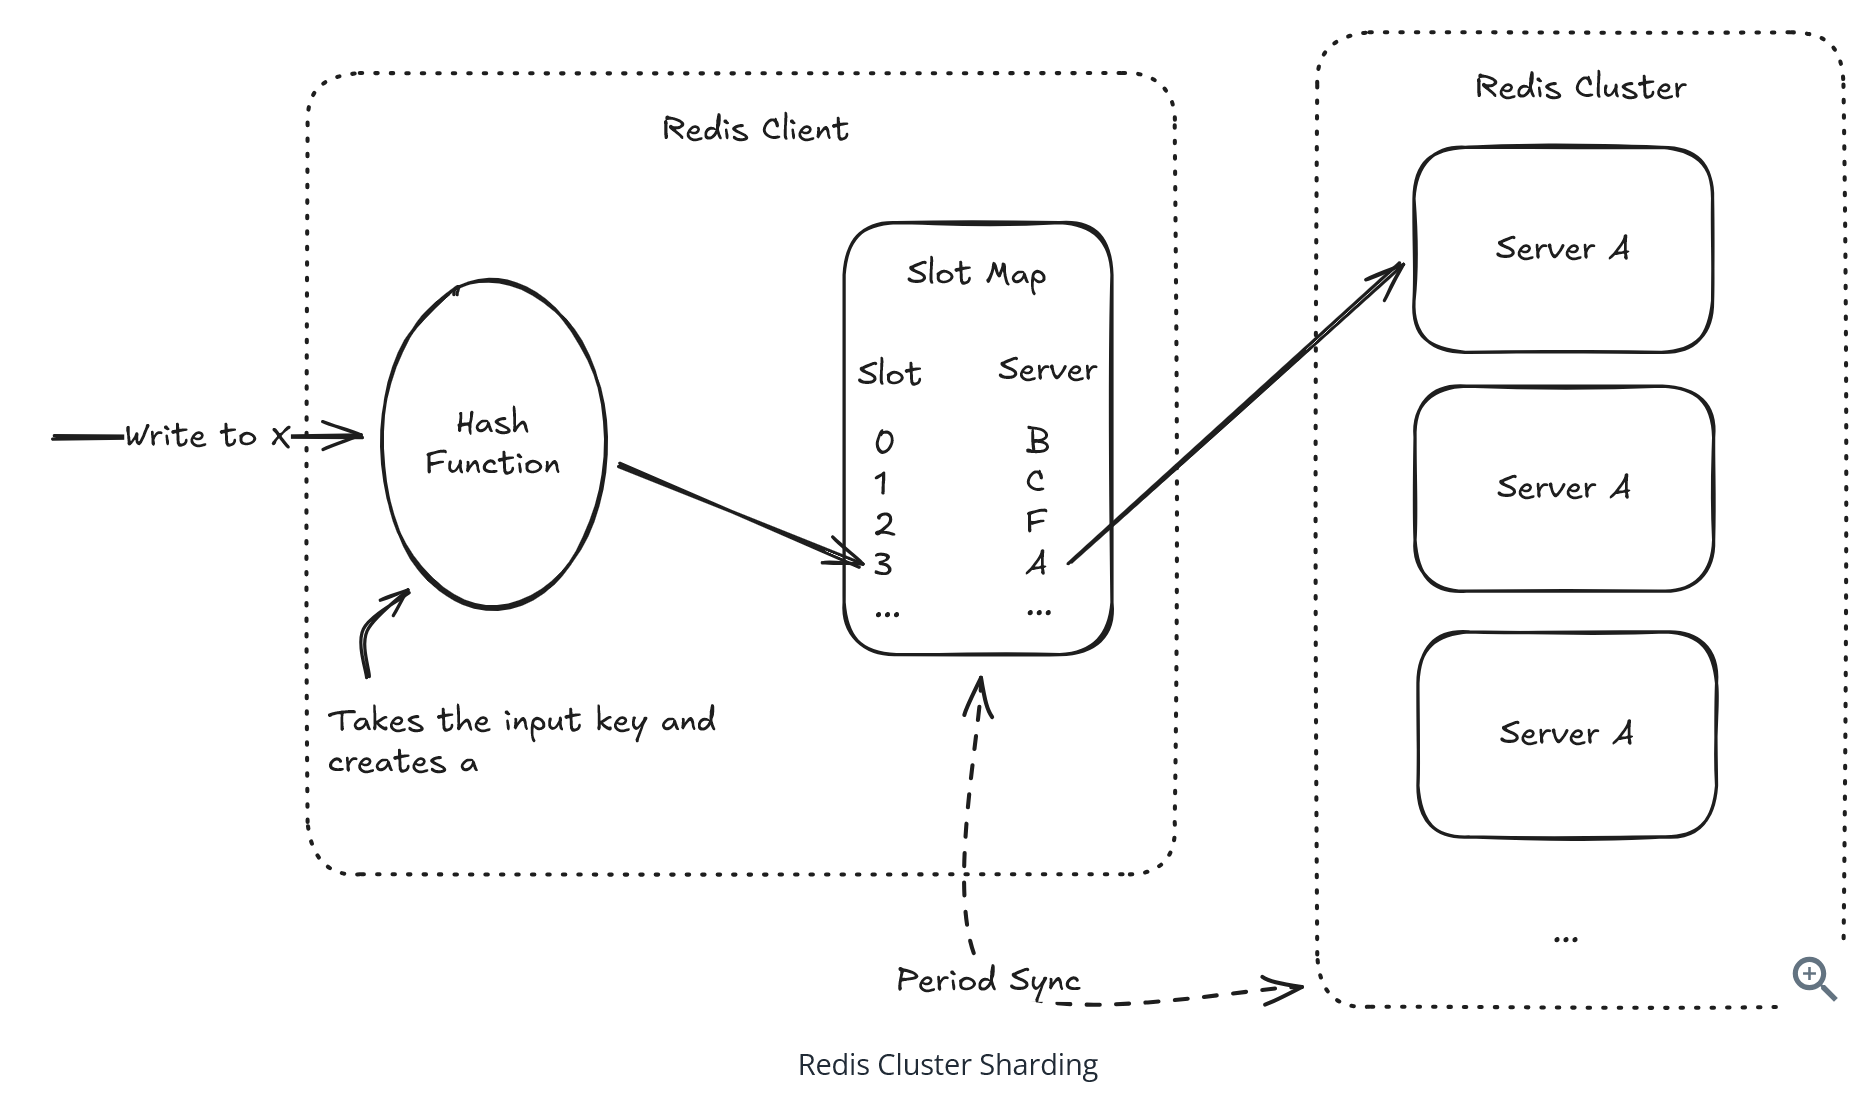 Redis Cluster
Redis Client
Server A
Slot Map
Slot Server
Write to X
Hash
Function
0 B
1 C
2 F
3 A
... ...
Server A
Takes the input key and
creates a
Server A
...
Period Sync
Redis Cluster Sharding